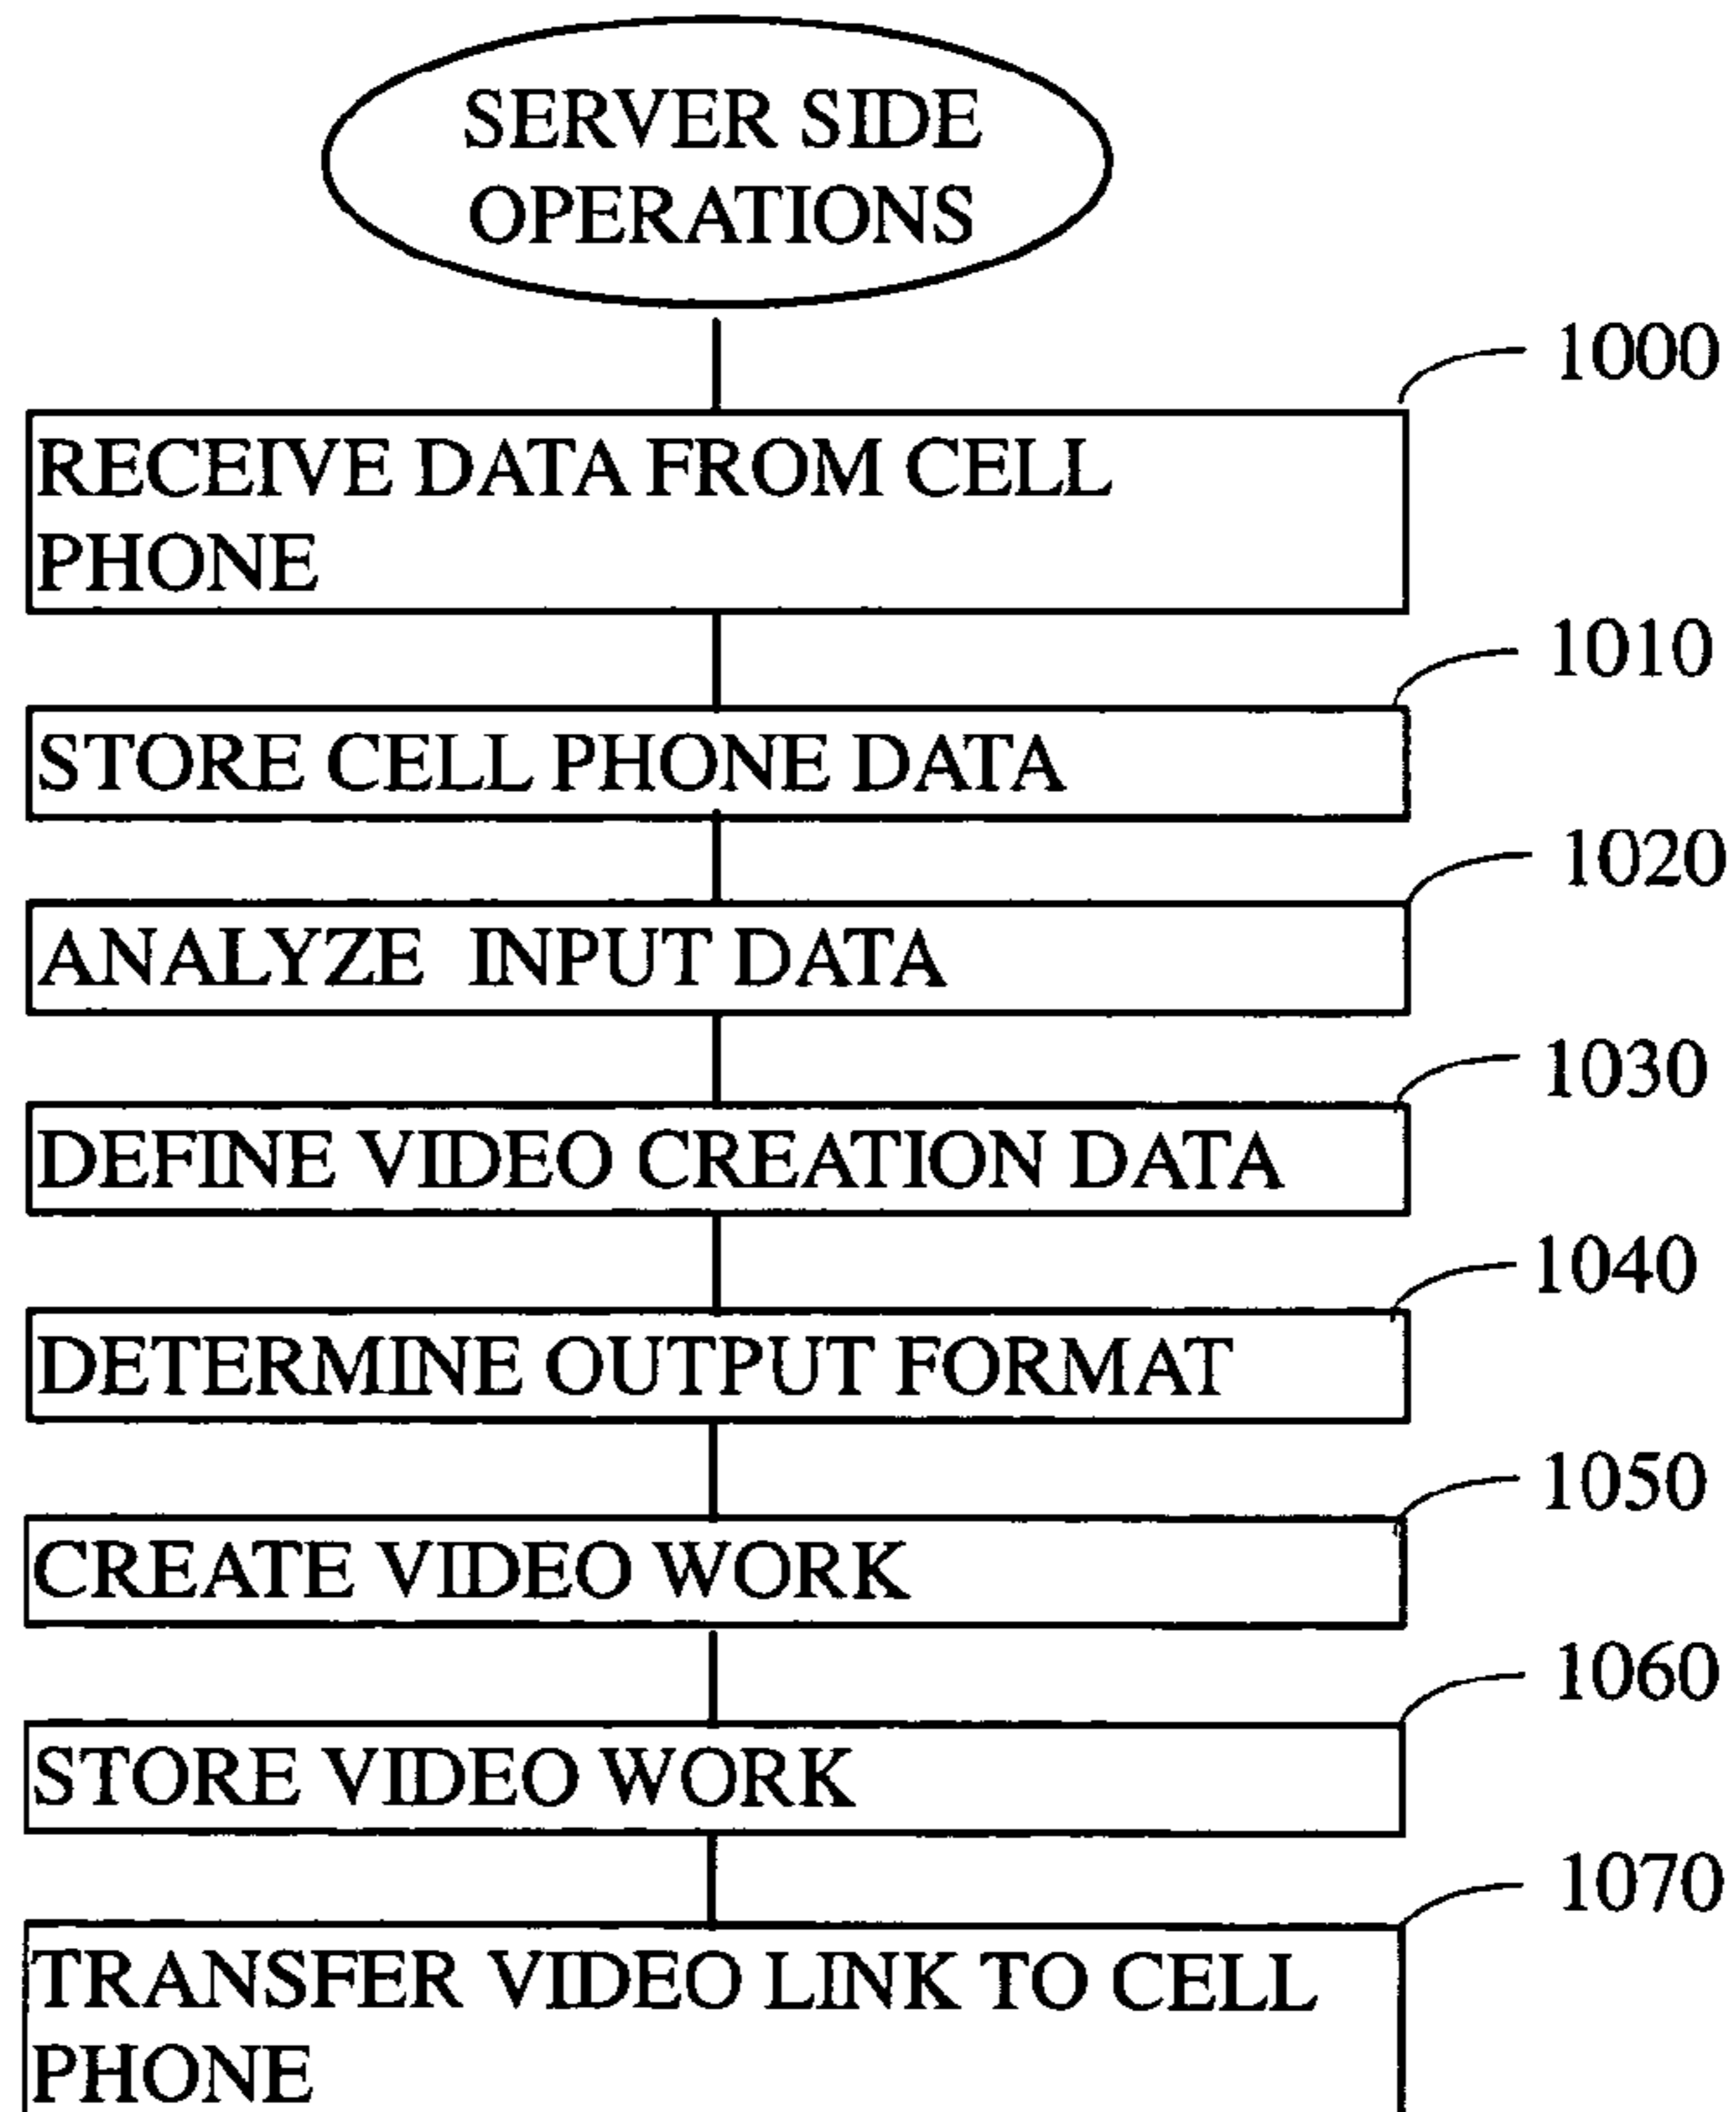 SERVER SIDE
OPERATIONS
1000
RECEIVE DATA FROM CELL
PHONE
1010
STORE CELL PHONE DATA
1020
ANALYZE INPUT DATA
1030
DEFINE VIDEO CREATION DATA
1040
DETERMINE OUTPUT FORMAT
1050
CREATE VIDEO WORK
1060
STORE VIDEO WORK
1070
TRANSFER VIDEO LINK TO CELL
PHONE